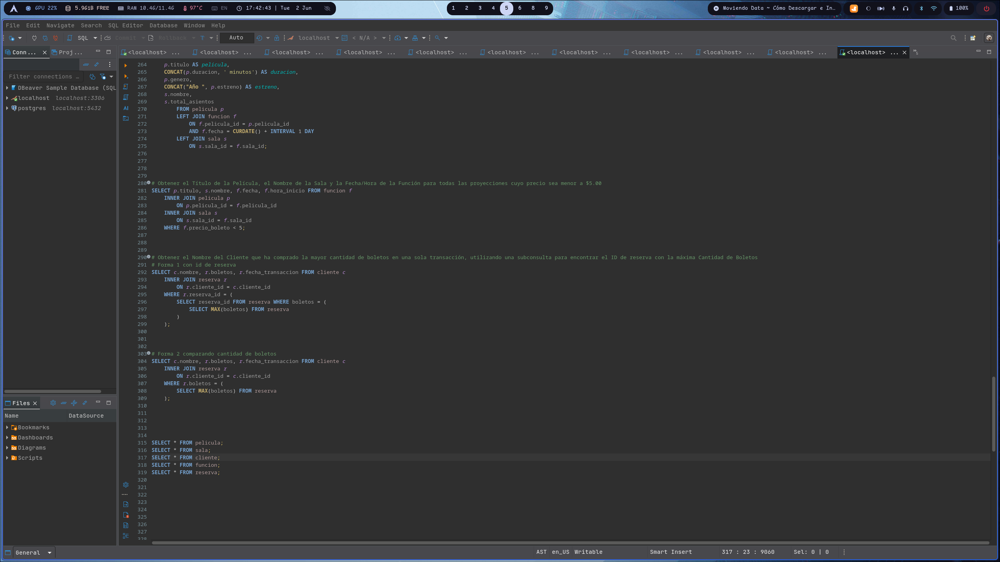 GPU 22% 5.9GiB FREE RAM 10.4G/11.4G 97°C EN 17:42:43 | Tue 2 Jun 1 2 3 4 5 6 8 9 Moviendo Data ~ Cómo Descargar e In… 100%
File Edit Navigate Search SQL Editor Database Window Help
SQL Commit Rollback Auto localhost < N/A >
Conn... Proj...
<localhost> ... <localhost> ... <localhost> ... <localhost> ... <localhost> ... <localhost> ... <localhost> ... <localhost> ... <localhost> ... <localhost> ... <localhost> ... »5
Filter connections …
DBeaver Sample Database (SQL
localhost localhost:3306
postgres localhost:5432
Files
Name DataSource
Bookmarks
Dashboards
Diagrams
Scripts
AI
264 p.titulo AS pelicula,
265 CONCAT(p.duracion, ' minutos') AS duracion,
266 p.genero,
267 CONCAT("Año ", p.estreno) AS estreno,
268 s.nombre,
269 s.total_asientos
270 FROM pelicula p
271 LEFT JOIN funcion f
272 ON f.pelicula_id = p.pelicula_id
273 AND f.fecha = CURDATE() + INTERVAL 1 DAY
274 LEFT JOIN sala s
275 ON s.sala_id = f.sala_id;
276
277
278
279
280 # Obtener el Título de la Película, el Nombre de la Sala y la Fecha/Hora de la Función para todas las proyecciones cuyo precio sea menor a $5.00
281 SELECT p.titulo, s.nombre, f.fecha, f.hora_inicio FROM funcion f
282 INNER JOIN pelicula p
283 ON p.pelicula_id = f.pelicula_id
284 INNER JOIN sala s
285 ON s.sala_id = f.sala_id
286 WHERE f.precio_boleto < 5;
287
288
289
290 # Obtener el Nombre del Cliente que ha comprado la mayor cantidad de boletos en una sola transacción, utilizando una subconsulta para encontrar el ID de reserva con la máxima Cantidad de Boletos
291 # Forma 1 con id de reserva
292 SELECT c.nombre, r.boletos, r.fecha_transaccion FROM cliente c
293 INNER JOIN reserva r
294 ON r.cliente_id = c.cliente_id
295 WHERE r.reserva_id = (
296 SELECT reserva_id FROM reserva WHERE boletos = (
297 SELECT MAX(boletos) FROM reserva
298 )
299 );
300
301
302
303 # Forma 2 comparando cantidad de boletos
304 SELECT c.nombre, r.boletos, r.fecha_transaccion FROM cliente c
305 INNER JOIN reserva r
306 ON r.cliente_id = c.cliente_id
307 WHERE r.boletos = (
308 SELECT MAX(boletos) FROM reserva
309 );
310
311
312
313
314
315 SELECT * FROM pelicula;
316 SELECT * FROM sala;
317 SELECT * FROM cliente;
318 SELECT * FROM funcion;
319 SELECT * FROM reserva;
320
321
322
323
324
325
326
327
328
General AST en_US Writable Smart Insert 317 : 23 : 9060 Sel: 0 | 0